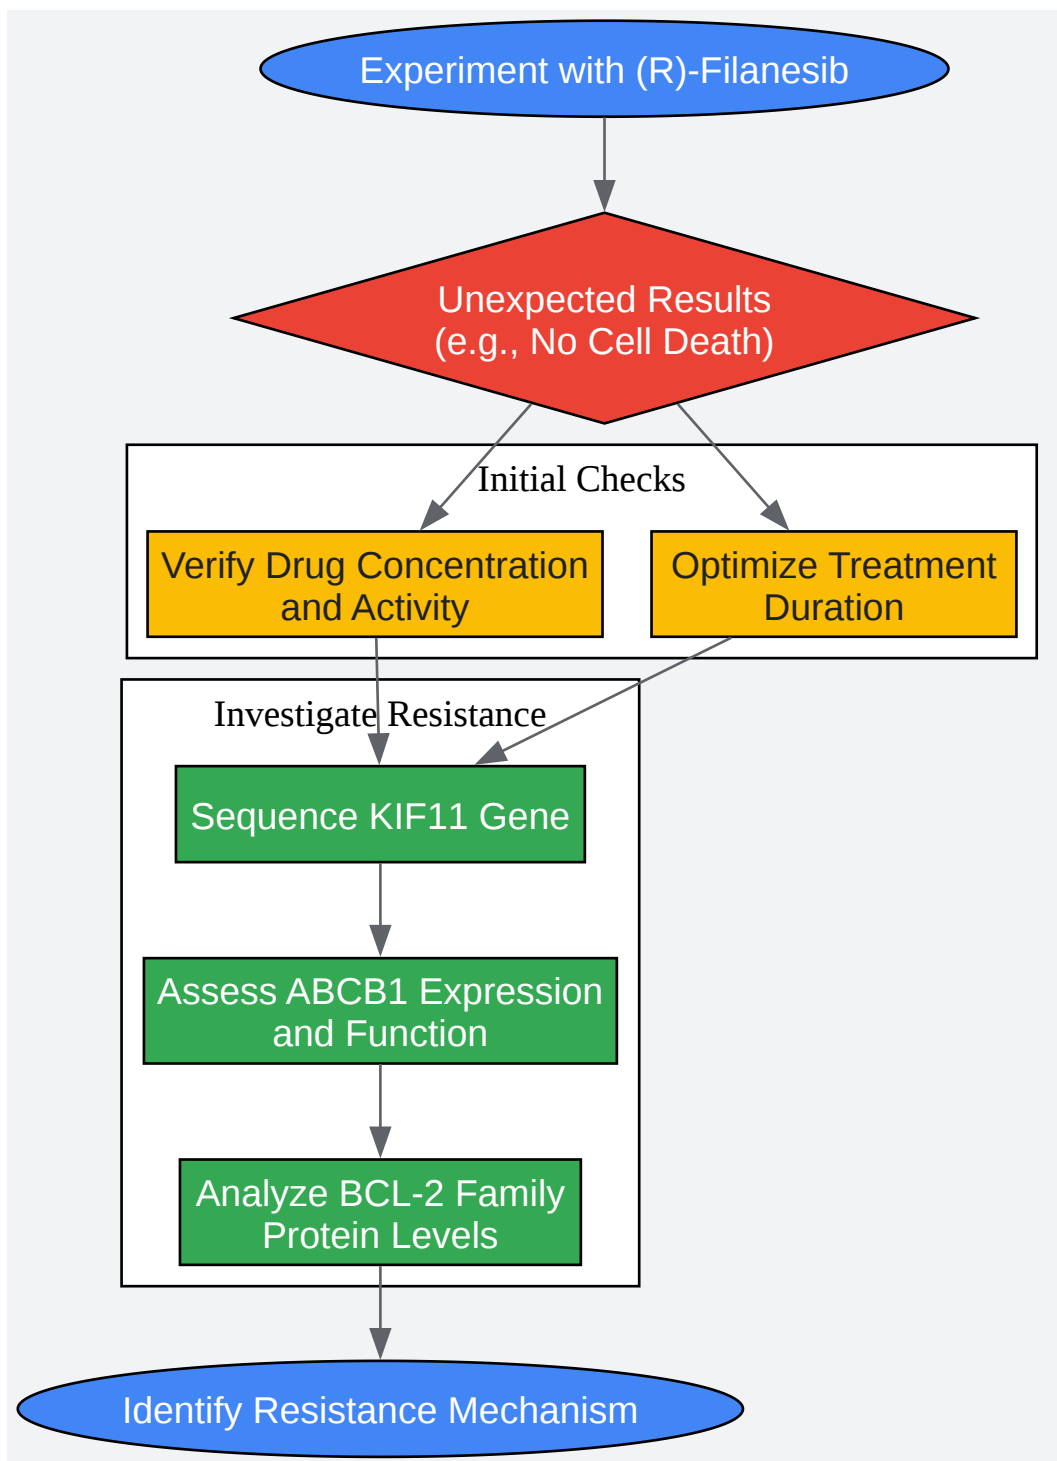 Experiment with (R)-Filanesib
Unexpected Results
(e.g., No Cell Death)
Initial Checks
Verify Drug Concentration
and Activity
Optimize Treatment
Duration
Investigate Resistance
Sequence KIF11 Gene
Assess ABCB1 Expression
and Function
Analyze BCL-2 Family
Protein Levels
Identify Resistance Mechanism